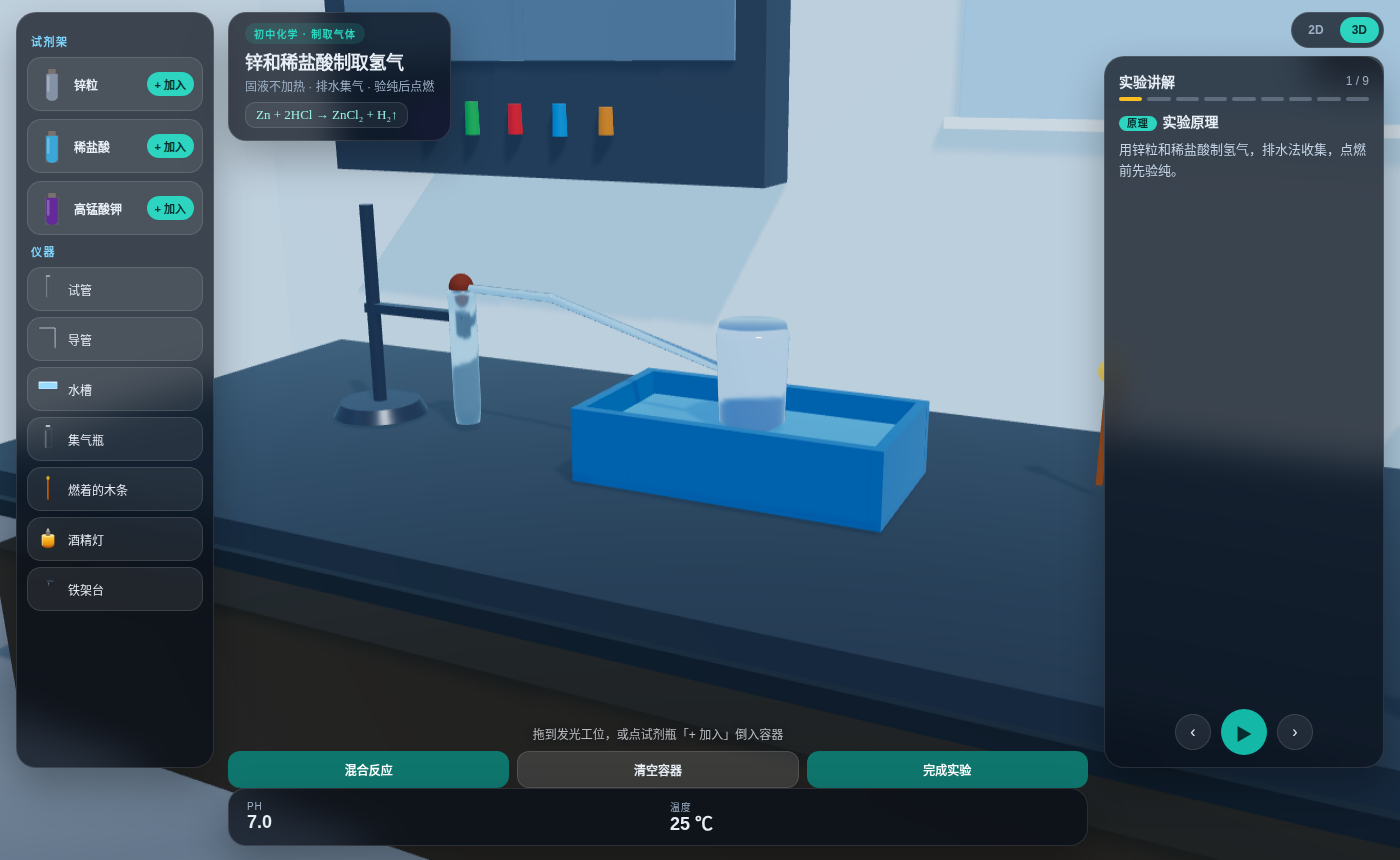 试剂架
锌粒
+ 加入
稀盐酸
+ 加入
高锰酸钾
+ 加入
仪器
试管
导管
水槽
集气瓶
燃着的木条
酒精灯
铁架台
初中化学 · 制取气体
锌和稀盐酸制取氢气
固液不加热 · 排水集气 · 验纯后点燃
Zn + 2HCl → ZnCl₂ + H₂↑
2D
3D
实验讲解
1 / 9
原理 实验原理
用锌粒和稀盐酸制氢气，排水法收集，点燃
前先验纯。
‹
›
拖到发光工位，或点试剂瓶「+ 加入」倒入容器
混合反应
清空容器
完成实验
PH
7.0
温度
25 ℃